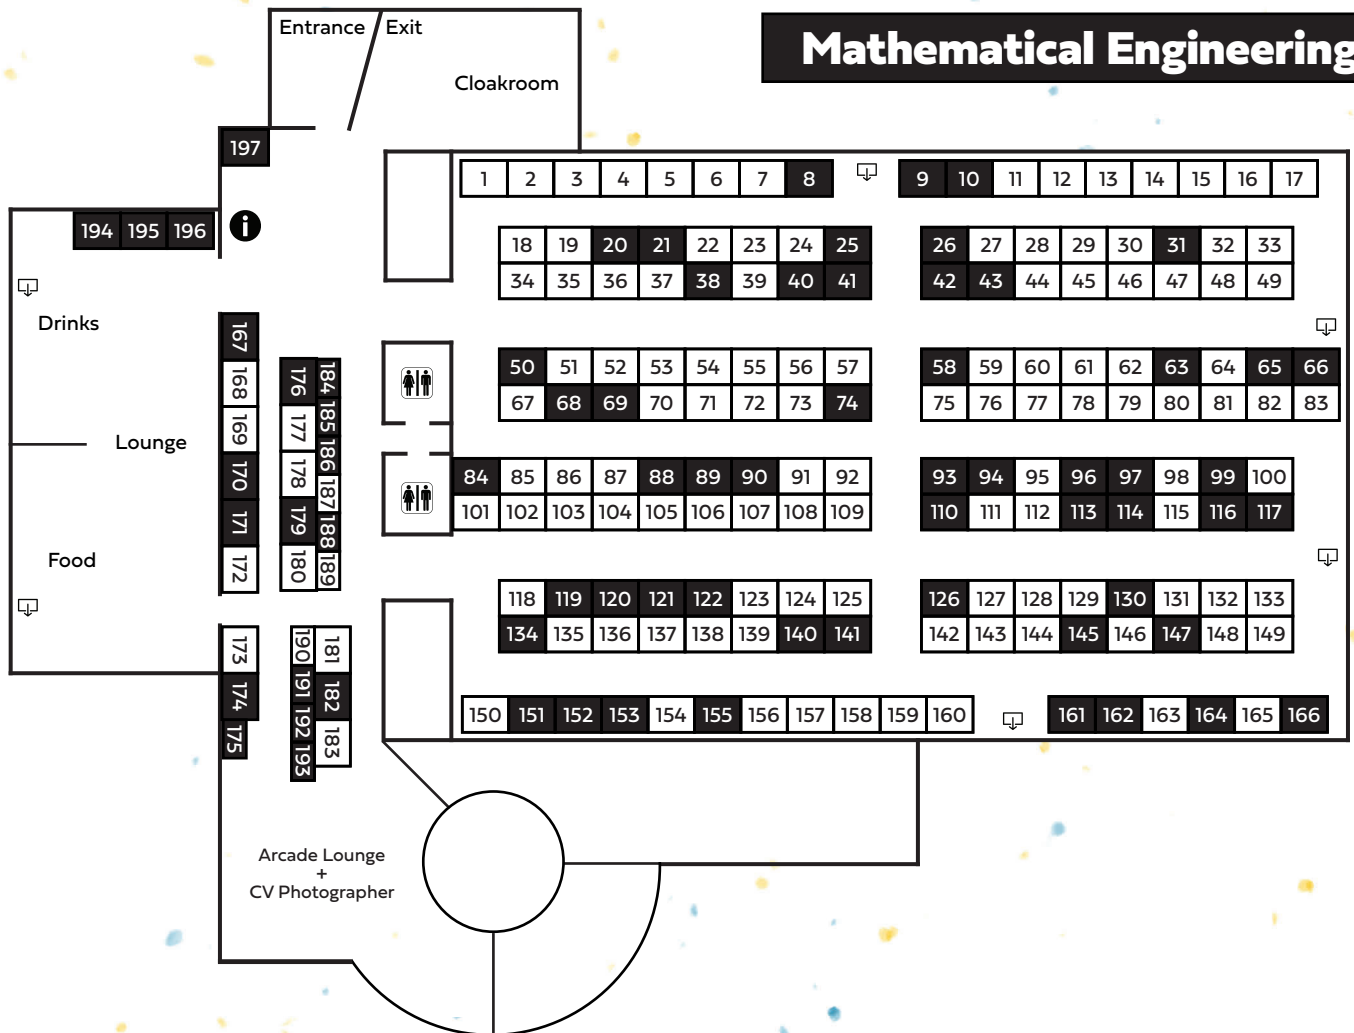 Entrance Exit
Mathematical Engineering
Cloakroom
197
1 2 3 4 5 6 7 8 9 10 11 12 13 14 15 16 17
194 195 196 i
18 19 20 21 22 23 24 25 26 27 28 29 30 31 32 33
34 35 36 37 38 39 40 41 42 43 44 45 46 47 48 49
Drinks
50 51 52 53 54 55 56 57 58 59 60 61 62 63 64 65 66
67 68 69 70 71 72 73 74 75 76 77 78 79 80 81 82 83
Lounge
84 85 86 87 88 89 90 91 92 93 94 95 96 97 98 99 100
101 102 103 104 105 106 107 108 109 110 111 112 113 114 115 116 117
Food
167 168 169 170 171 172
176 177 178 179 180
184 185 186 187 188 189
118 119 120 121 122 123 124 125 126 127 128 129 130 131 132 133
134 135 136 137 138 139 140 141 142 143 144 145 146 147 148 149
173 174 175
190 191 192 193
181 182 183
150 151 152 153 154 155 156 157 158 159 160 161 162 163 164 165 166
Arcade Lounge
+
CV Photographer